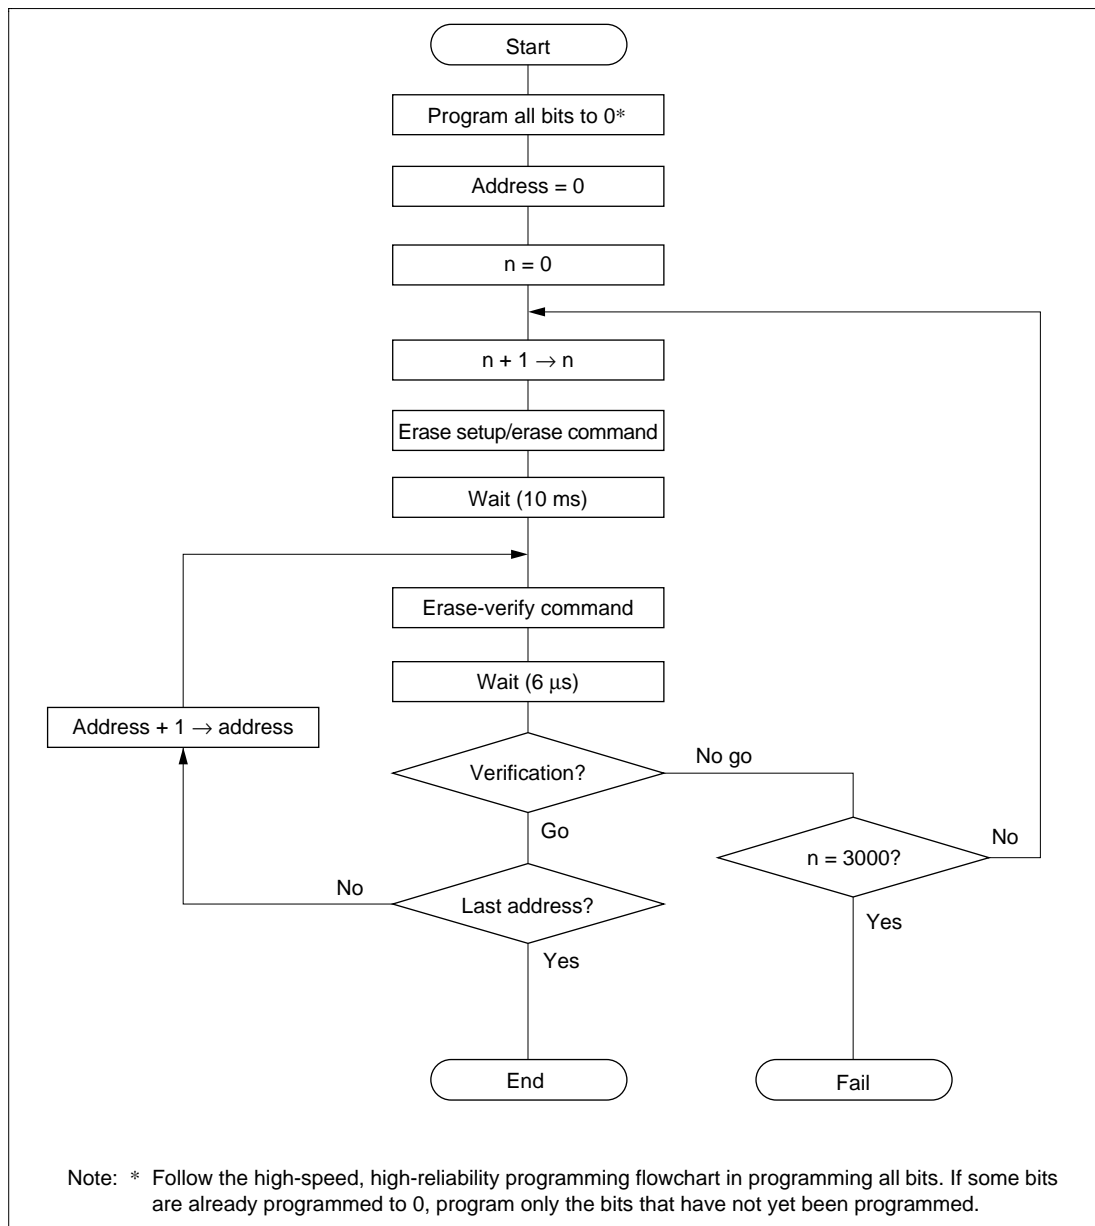 Start
Program all bits to 0*
Address = 0
n = 0
n + 1 → n
Erase setup/erase command
Wait (10 ms)
Erase-verify command
Wait (6 μs)
Address + 1 → address
Verification?
No go
Go
n = 3000?
No
No
Last address?
Yes
Yes
End
Fail
Note: * Follow the high-speed, high-reliability programming flowchart in programming all bits. If some bits
are already programmed to 0, program only the bits that have not yet been programmed.